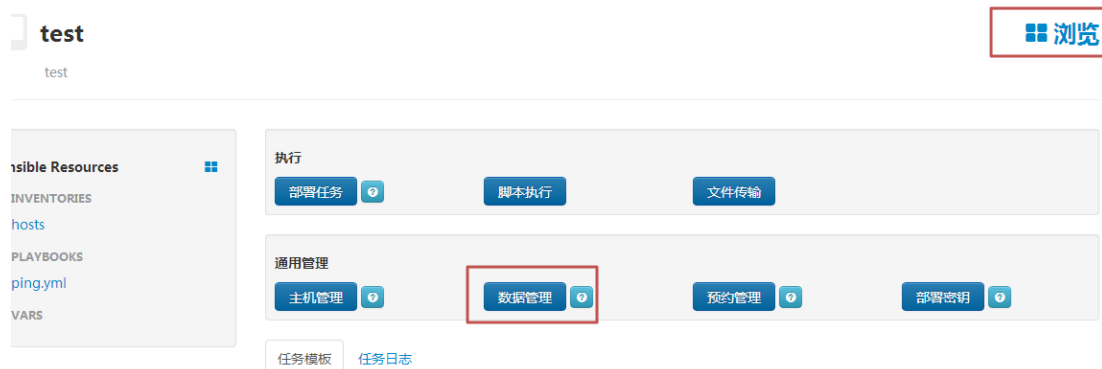 test
浏览
test
nsible Resources
INVENTORIES
hosts
PLAYBOOKS
ping.yml
VARS
执行
部署任务 ?
脚本执行
文件传输
通用管理
主机管理 ?
数据管理 ?
预约管理 ?
部署密钥 ?
任务模板
任务日志